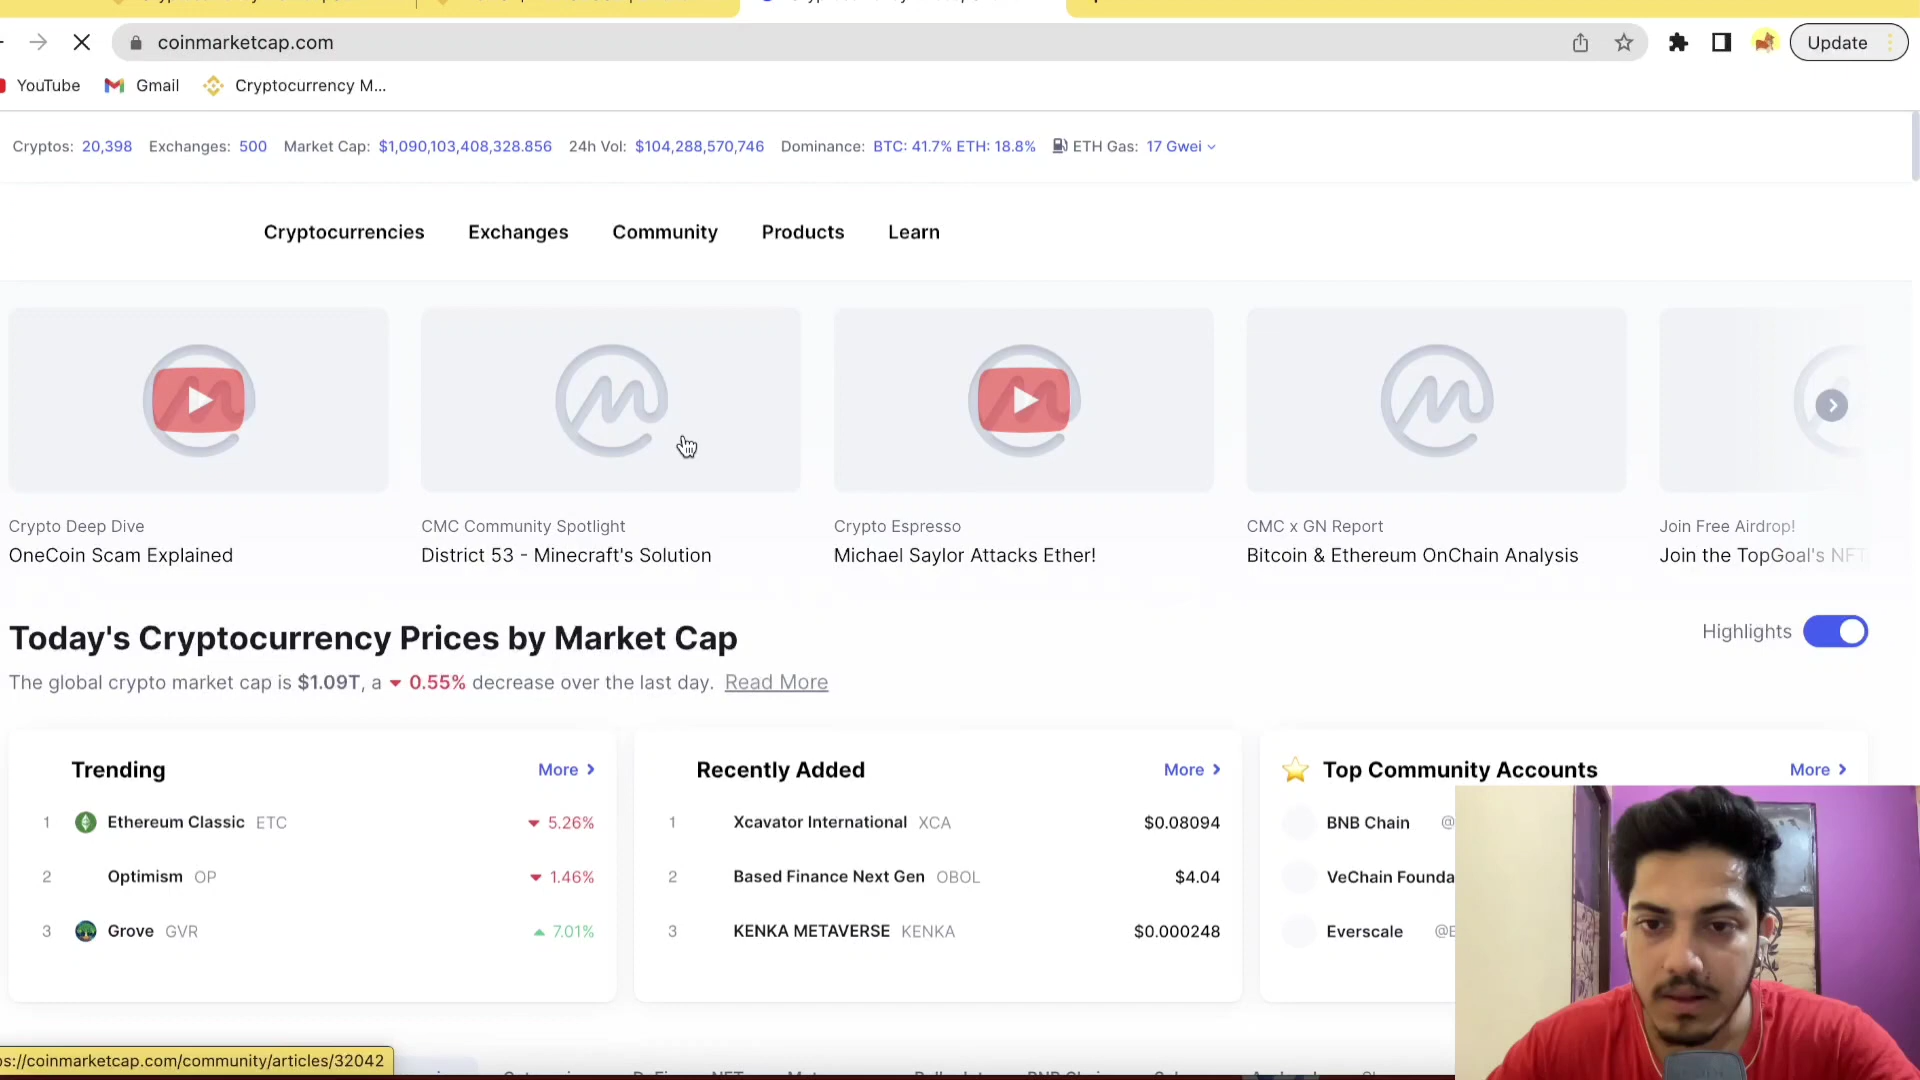 coinmarketcap.com
Update
YouTube Gmail Cryptocurrency M...
Cryptos: 20,398 Exchanges: 500 Market Cap: $1,090,103,408,328.856 24h Vol: $104,288,570,746 Dominance: BTC: 41.7% ETH: 18.8% ETH Gas: 17 Gwei
Cryptocurrencies Exchanges Community Products Learn
Crypto Deep Dive
OneCoin Scam Explained
CMC Community Spotlight
District 53 - Minecraft's Solution
Crypto Espresso
Michael Saylor Attacks Ether!
CMC x GN Report
Bitcoin & Ethereum OnChain Analysis
Join Free Airdrop!
Join the TopGoal's NFT
Today's Cryptocurrency Prices by Market Cap
Highlights
The global crypto market cap is $1.09T, a 0.55% decrease over the last day. Read More
Trending More
1 Ethereum Classic ETC 5.26%
2 Optimism OP 1.46%
3 Grove GVR 7.01%
Recently Added More
1 Xcavator International XCA $0.08094
2 Based Finance Next Gen OBOL $4.04
3 KENKA METAVERSE KENKA $0.000248
Top Community Accounts More
BNB Chain @
VeChain Founda
Everscale @E
ps://coinmarketcap.com/community/articles/32042